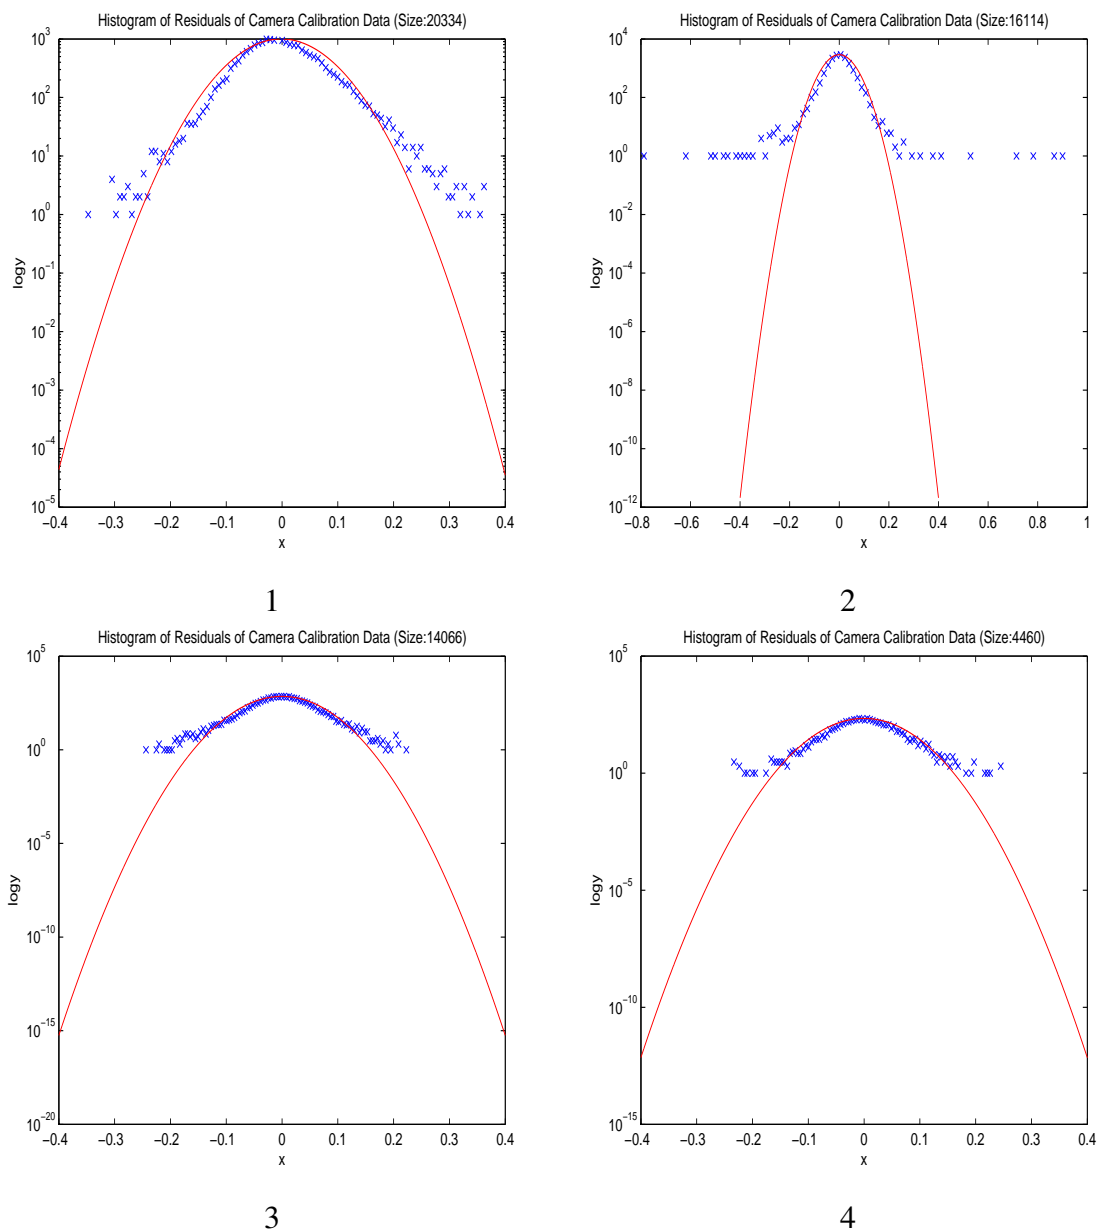 Histogram of Residuals of Camera Calibration Data (Size:20334)
10^3
10^2
10^1
10^0
10^−1
10^−2
10^−3
10^−4
10^−5
logy
−0.4 −0.3 −0.2 −0.1 0 0.1 0.2 0.3 0.4
x
1
Histogram of Residuals of Camera Calibration Data (Size:16114)
10^4
10^2
10^0
10^−2
10^−4
10^−6
10^−8
10^−10
10^−12
logy
−0.8 −0.6 −0.4 −0.2 0 0.2 0.4 0.6 0.8 1
x
2
Histogram of Residuals of Camera Calibration Data (Size:14066)
10^5
10^0
10^−5
10^−10
10^−15
10^−20
logy
−0.4 −0.3 −0.2 −0.1 0 0.1 0.2 0.3 0.4
x
3
Histogram of Residuals of Camera Calibration Data (Size:4460)
10^5
10^0
10^−5
10^−10
10^−15
logy
−0.4 −0.3 −0.2 −0.1 0 0.1 0.2 0.3 0.4
x
4